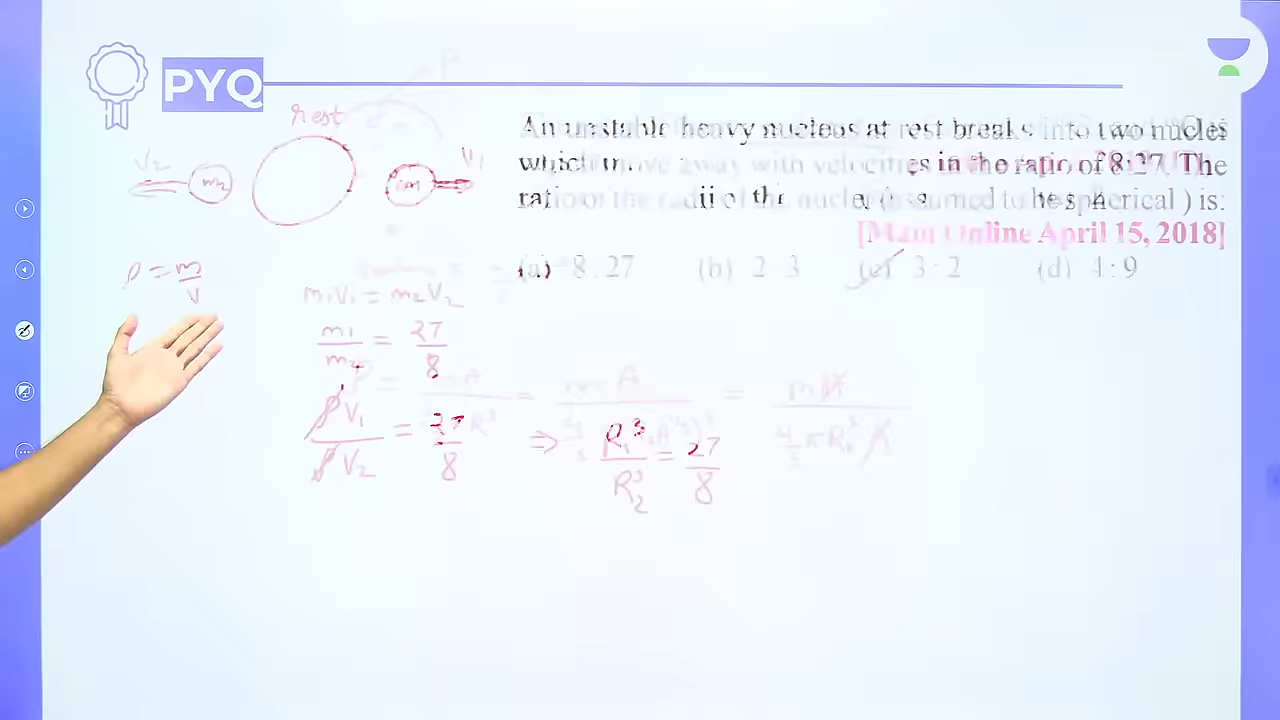 PYQ
rest
An unstable heavy nucleus at rest breaks into two nuclei
which move away with velocities in the ratio of 8:27. The
ratio of the radii of the nuclei (assumed to be spherical ) is:
[Main Online April 15, 2018]
(a) 8 : 27 (b) 2 : 3 (c) 3 : 2 (d) 4 : 9
V2 m2 m1 V1
ρ = m/V
m1V1 = m2V2
m1/m2 = 27/8
ρV1/ρV2 = 27/8 ⇒ R1³/R2³ = 27/8